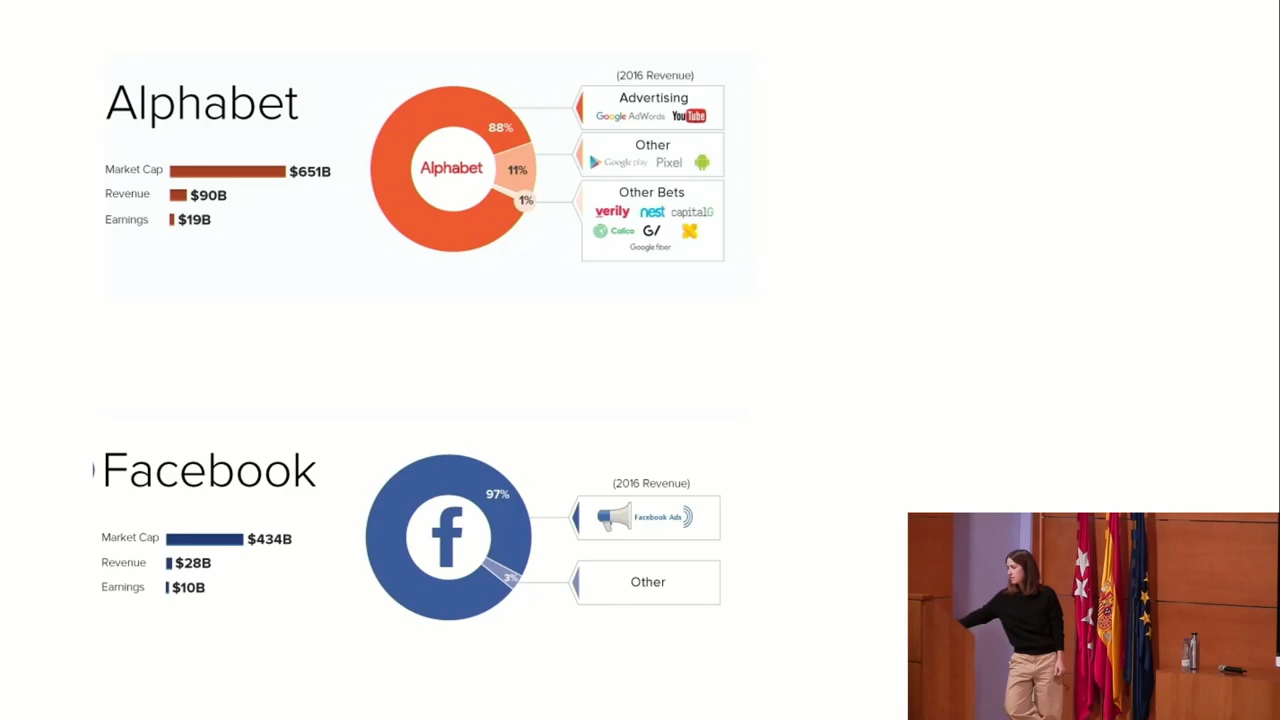 Alphabet
Market Cap $651B
Revenue $90B
Earnings $19B
88%
11%
1%
Alphabet
(2016 Revenue)
Advertising
Google AdWords YouTube
Other
Google play Pixel
Other Bets
verily nest capitalG
Calico G/
Google fiber
Facebook
Market Cap $434B
Revenue $28B
Earnings $10B
97%
3%
f
(2016 Revenue)
Facebook Ads
Other